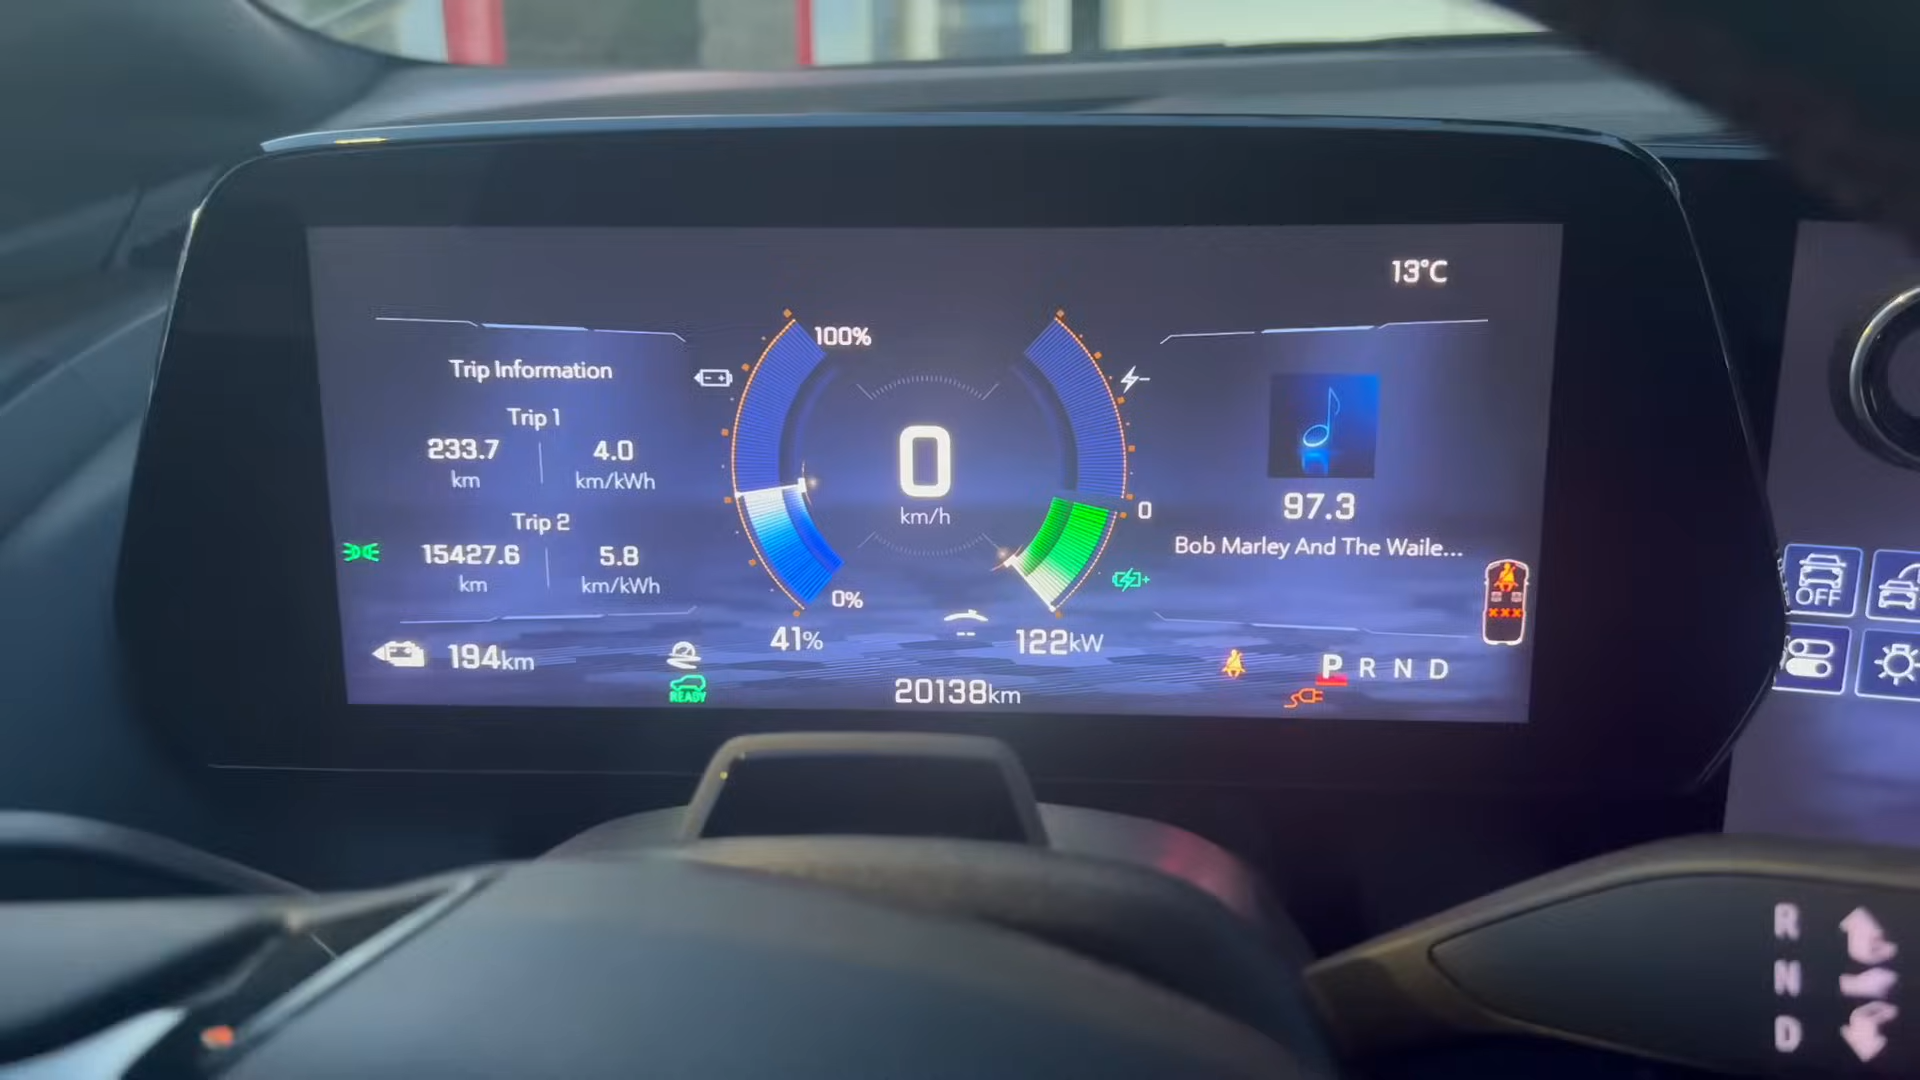 13°C
100%
Trip Information
Trip 1
233.7 4.0
km km/kWh
Trip 2
15427.6 5.8
km km/kWh
0
km/h
0
97.3
Bob Marley And The Waile...
OFF
0%
41%
--
122kW
194km
READY
20138km
P R N D
R
N
D